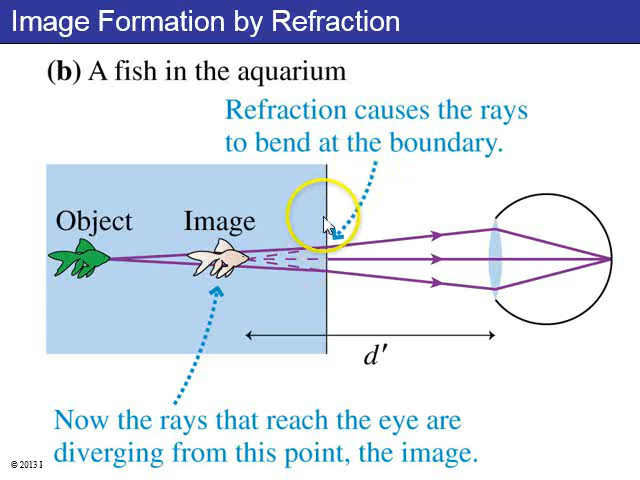 Image Formation by Refraction
(b) A fish in the aquarium
Refraction causes the rays
to bend at the boundary.
Object Image
d′
Now the rays that reach the eye are
diverging from this point, the image.
© 2013